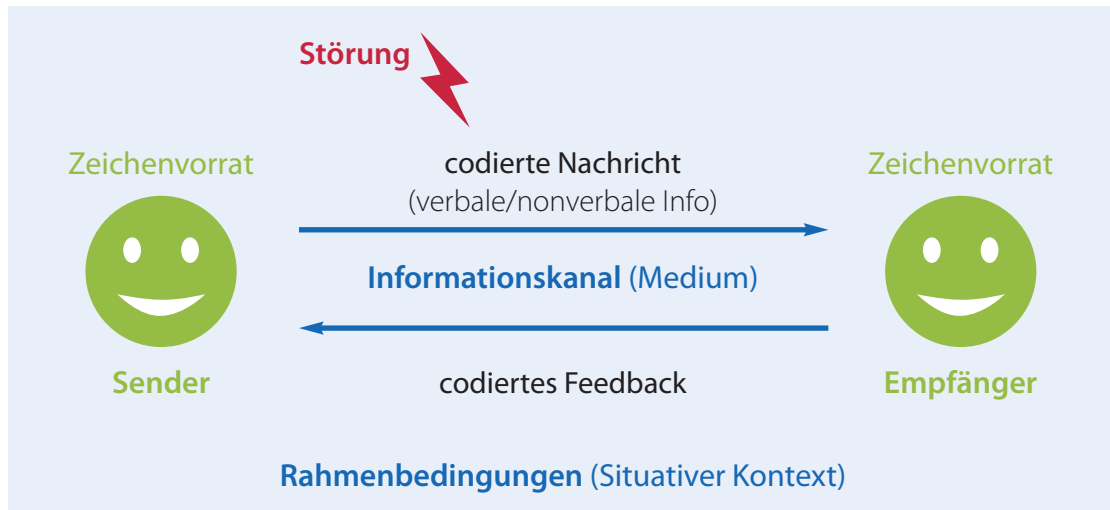 Störung
Zeichenvorrat
codierte Nachricht
(verbale/nonverbale Info)
Zeichenvorrat
Informationskanal (Medium)
Sender
codiertes Feedback
Empfänger
Rahmenbedingungen (Situativer Kontext)